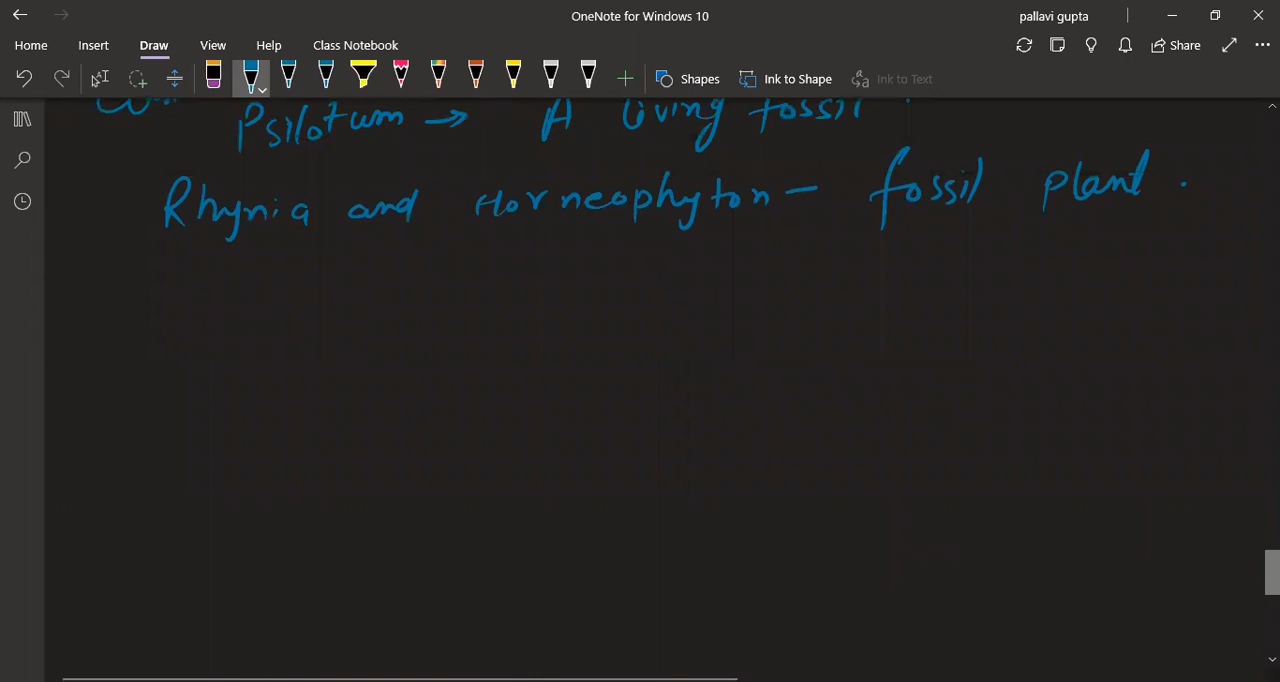 OneNote for Windows 10
pallavi gupta
Home Insert Draw View Help Class Notebook
Share
Shapes Ink to Shape Ink to Text
Psilotum → A living fossil .
Rhynia and Horneophyton - fossil plant .